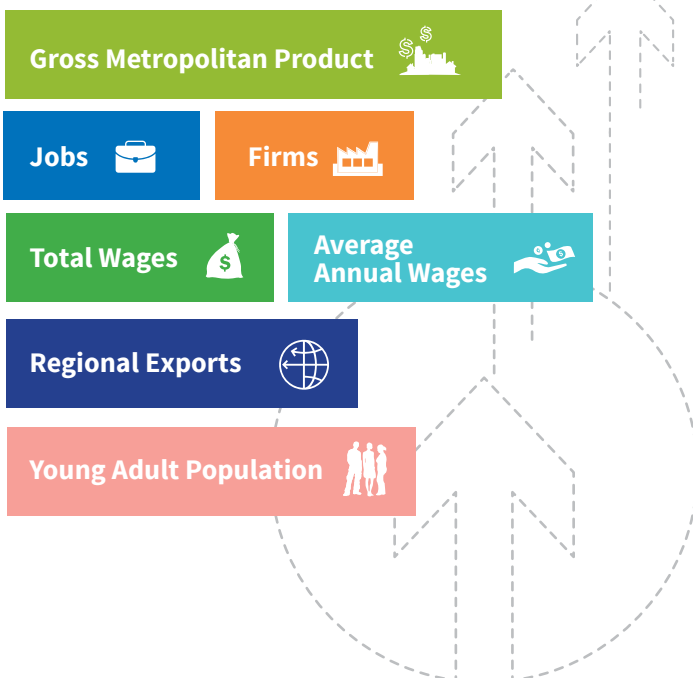 Gross Metropolitan Product
Jobs
Firms
Total Wages
Average
Annual Wages
Regional Exports
Young Adult Population